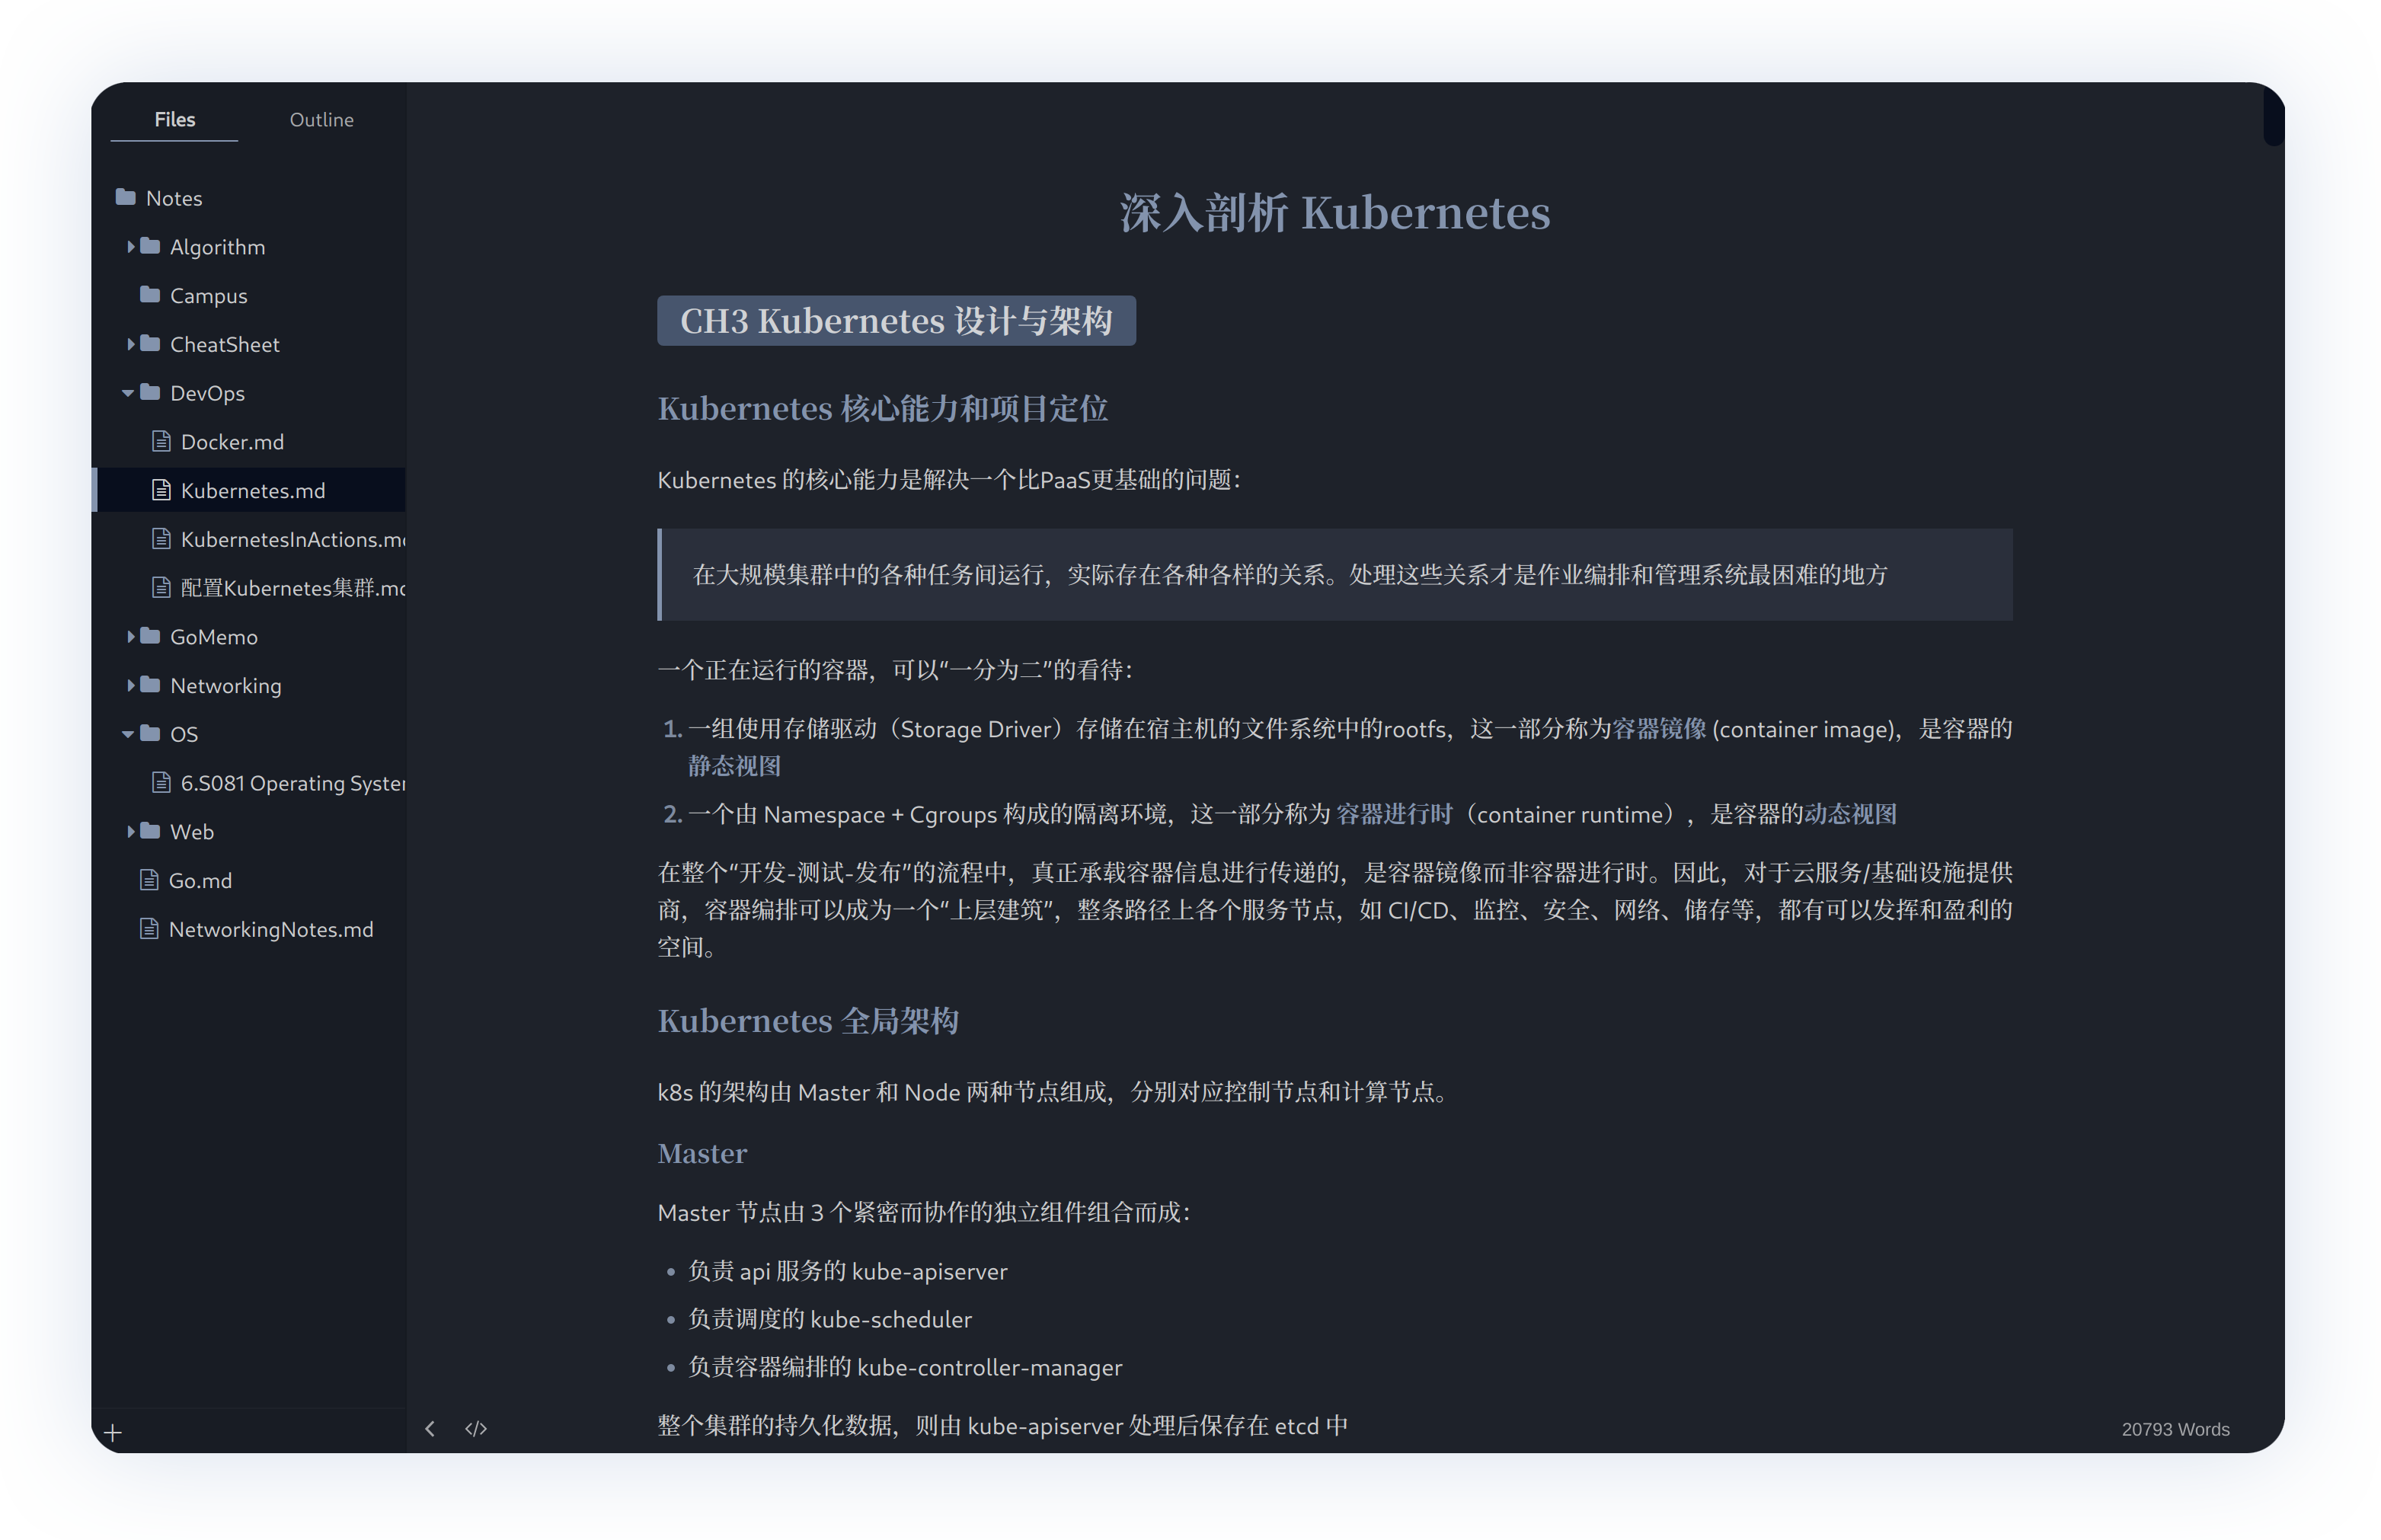 Files
Outline
Notes
Algorithm
Campus
CheatSheet
DevOps
Docker.md
Kubernetes.md
KubernetesInActions.m
配置Kubernetes集群.m
GoMemo
Networking
OS
6.S081 Operating Syste
Web
Go.md
NetworkingNotes.md
深入剖析 Kubernetes
CH3 Kubernetes 设计与架构
Kubernetes 核心能力和项目定位
Kubernetes 的核心能力是解决一个比PaaS更基础的问题：
在大规模集群中的各种任务间运行，实际存在各种各样的关系。处理这些关系才是作业编排和管理系统最困难的地方
一个正在运行的容器，可以“一分为二”的看待：
1. 一组使用存储驱动（Storage Driver）存储在宿主机的文件系统中的rootfs，这一部分称为容器镜像 (container image)，是容器的
静态视图
2. 一个由 Namespace + Cgroups 构成的隔离环境，这一部分称为 容器进行时（container runtime），是容器的动态视图
在整个“开发-测试-发布”的流程中，真正承载容器信息进行传递的，是容器镜像而非容器进行时。因此，对于云服务/基础设施提供
商，容器编排可以成为一个“上层建筑”，整条路径上各个服务节点，如 CI/CD、监控、安全、网络、储存等，都有可以发挥和盈利的
空间。
Kubernetes 全局架构
k8s 的架构由 Master 和 Node 两种节点组成，分别对应控制节点和计算节点。
Master
Master 节点由 3 个紧密而协作的独立组件组合而成：
• 负责 api 服务的 kube-apiserver
• 负责调度的 kube-scheduler
• 负责容器编排的 kube-controller-manager
整个集群的持久化数据，则由 kube-apiserver 处理后保存在 etcd 中
20793 Words